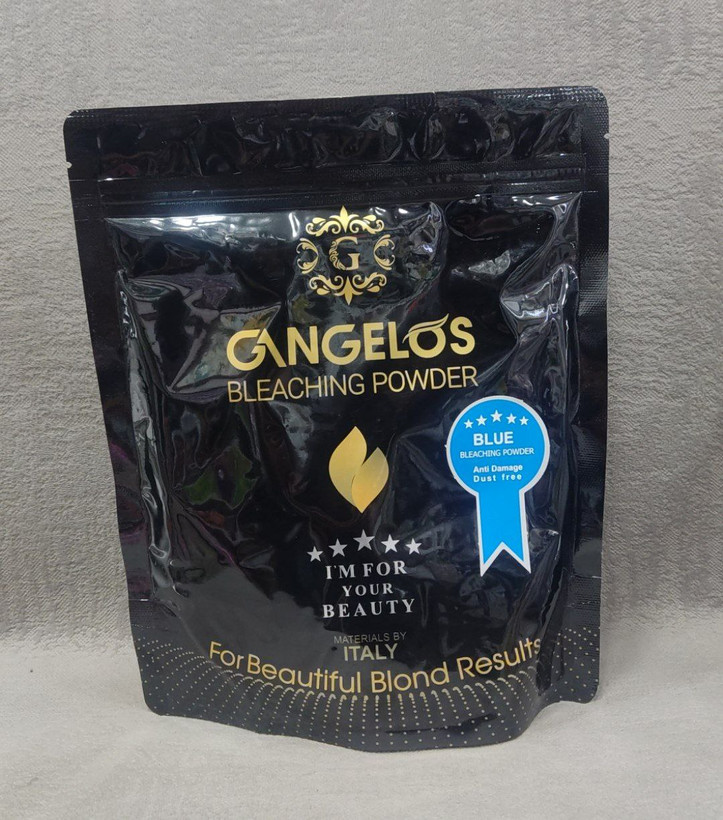 G
GANGELOS
BLEACHING POWDER
BLUE
BLEACHING POWDER
Anti Damage
Dust free
I'M FOR
YOUR
BEAUTY
MATERIALS BY
ITALY
For Beautiful Blond Results